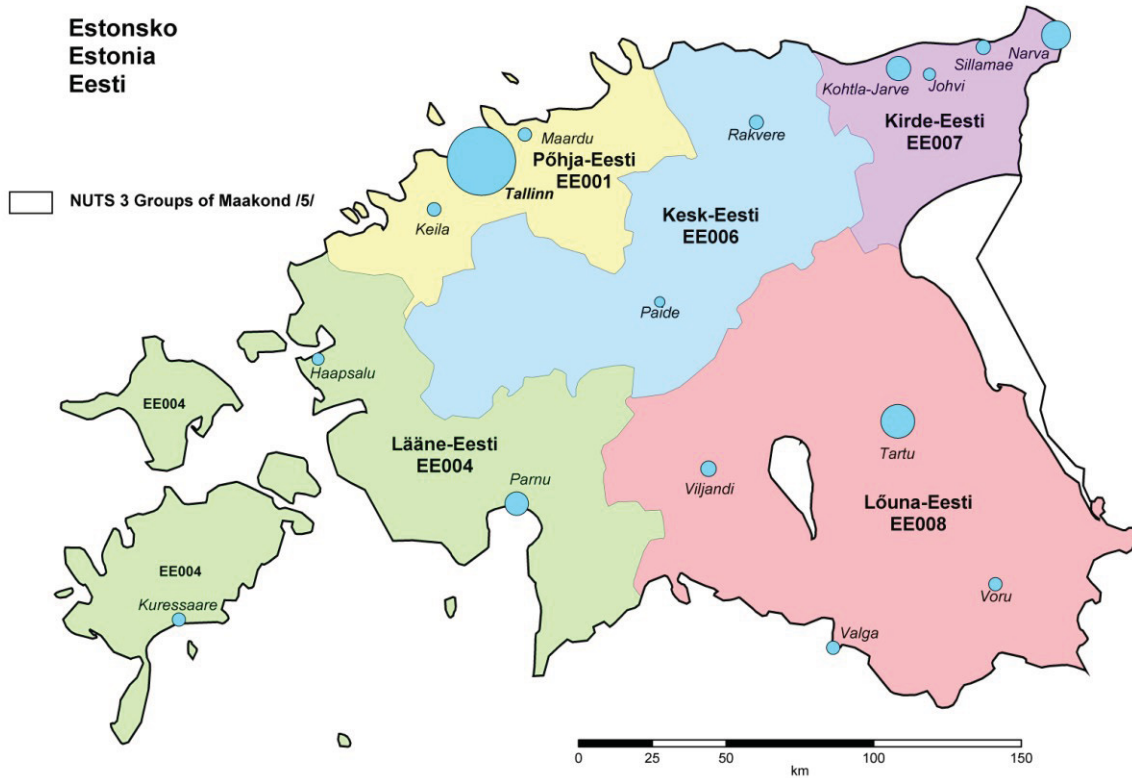 Estonsko
Estonia
Eesti
NUTS 3 Groups of Maakond /5/
Narva
Sillamae
Kohtla-Jarve
Johvi
Kirde-Eesti
EE007
Maardu
Rakvere
Pőhja-Eesti
EE001
Tallinn
Keila
Kesk-Eesti
EE006
Paide
Haapsalu
EE004
Lääne-Eesti
EE004
Parnu
Tartu
Viljandi
Lőuna-Eesti
EE008
EE004
Kuressaare
Voru
Valga
0 25 50 100 150
km